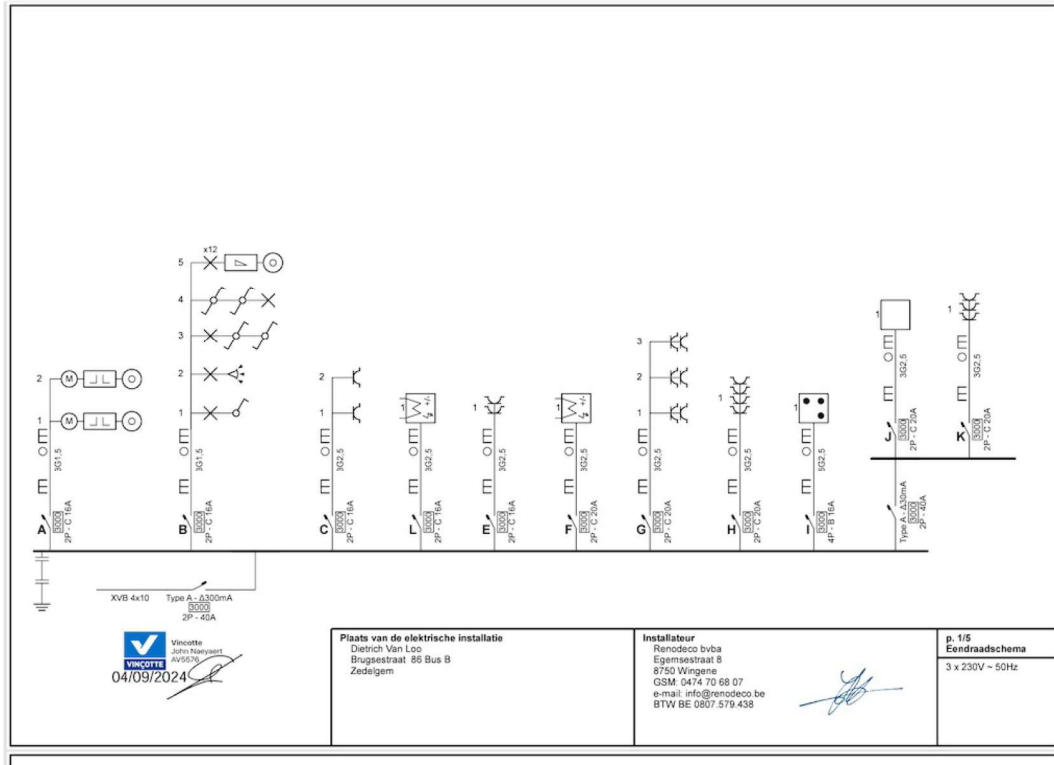 x12
5
4
3
2
1
2
1
M
M
3G1,5
A
3000
2P - C 16A
3G1,5
B
3000
2P - C 16A
2
1
3G2,5
C
3000
2P - C 16A
1
+/-
3G2,5
L
3000
2P - C 16A
1
3G2,5
E
3000
2P - C 16A
1
+/-
3G2,5
F
3000
2P - C 20A
3
2
1
3G2,5
G
3000
2P - C 20A
1
3G2,5
H
3000
2P - C 20A
1
5G2,5
I
3000
4P - B 16A
1
3G2,5
J
3000
2P - C 20A
1
3G2,5
K
3000
2P - C 20A
Type A - Δ30mA
3000
2P - 40A
XVB 4x10
Type A - Δ300mA
3000
2P - 40A
VINÇOTTE
Vincotte
John Naeyaert
AV5576
04/09/2024
Plaats van de elektrische installatie
Dietrich Van Loo
Brugsestraat 86 Bus B
Zedelgem
Installateur
Renodeco bvba
Egemsestraat 8
8750 Wingene
GSM: 0474 70 68 07
e-mail: info@renodeco.be
BTW BE 0807.579.438
p. 1/5
Eendraadschema
3 x 230V ~ 50Hz